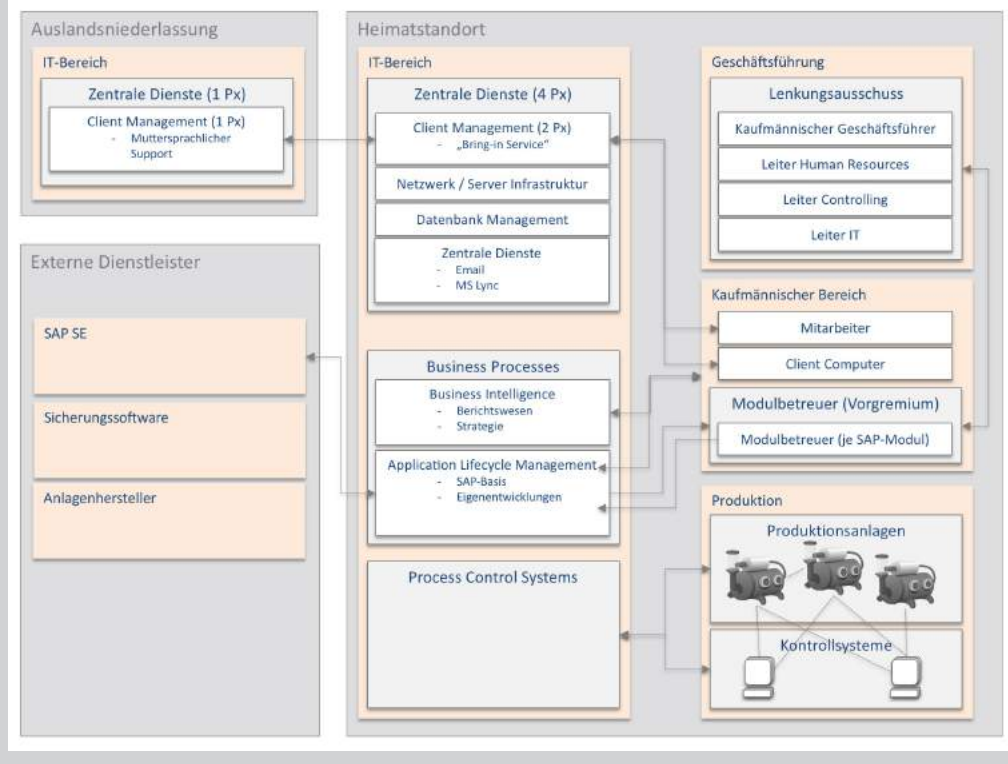 Auslandsniederlassung
IT-Bereich
Zentrale Dienste (1 Px)
Client Management (1 Px)
- Muttersprachlicher
Support
Externe Dienstleister
SAP SE
Sicherungssoftware
Anlagenhersteller
Heimatstandort
IT-Bereich
Zentrale Dienste (4 Px)
Client Management (2 Px)
- „Bring-in Service“
Netzwerk / Server Infrastruktur
Datenbank Management
Zentrale Dienste
- Email
- MS Lync
Business Processes
Business Intelligence
- Berichtswesen
- Strategie
Application Lifecycle Management
- SAP-Basis
- Eigenentwicklungen
Process Control Systems
Geschäftsführung
Lenkungsausschuss
Kaufmännischer Geschäftsführer
Leiter Human Resources
Leiter Controlling
Leiter IT
Kaufmännischer Bereich
Mitarbeiter
Client Computer
Modulbetreuer (Vorgremium)
Modulbetreuer (je SAP-Modul)
Produktion
Produktionsanlagen
Kontrollsysteme